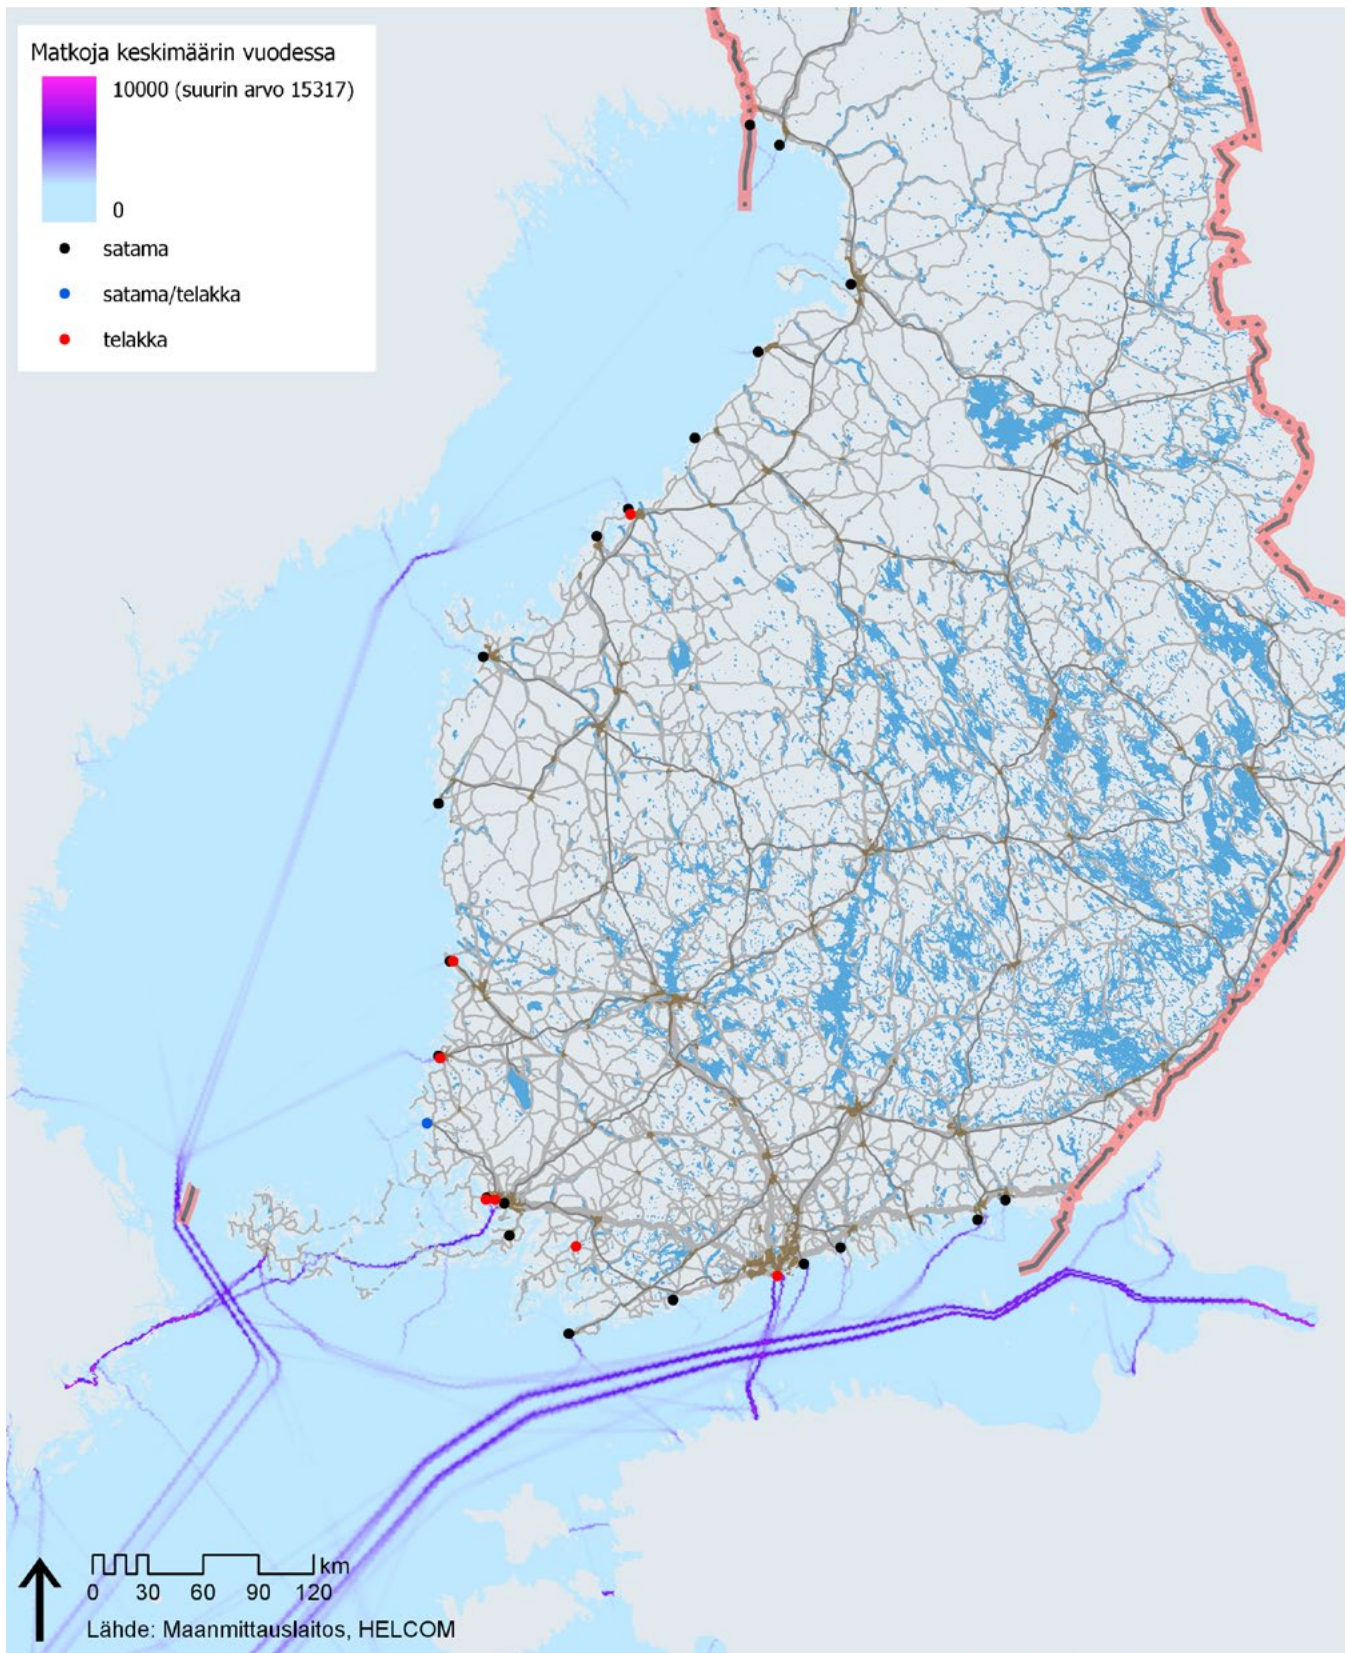 Matkoja keskimäärin vuodessa
10000 (suurin arvo 15317)
0
satama
satama/telakka
telakka
km
0 30 60 90 120
Lähde: Maanmittauslaitos, HELCOM